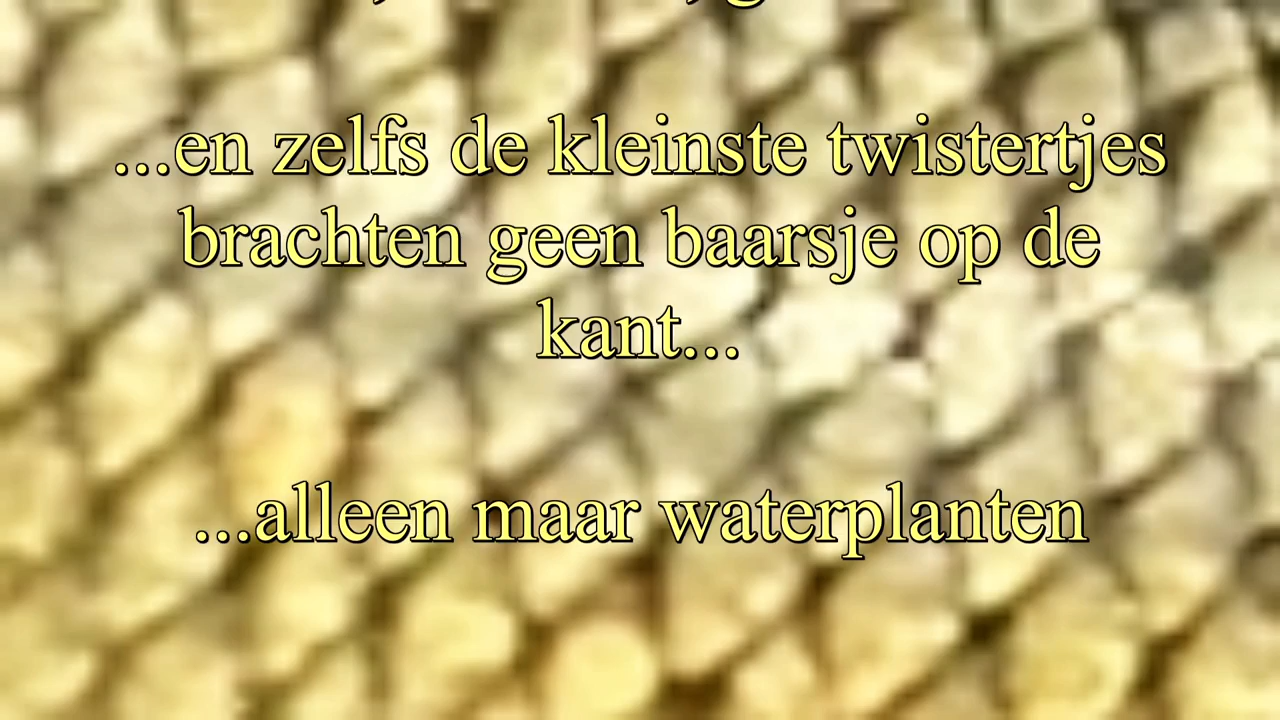 ...en zelfs de kleinste twistertjes
brachten geen baarsje op de
kant...
...alleen maar waterplanten